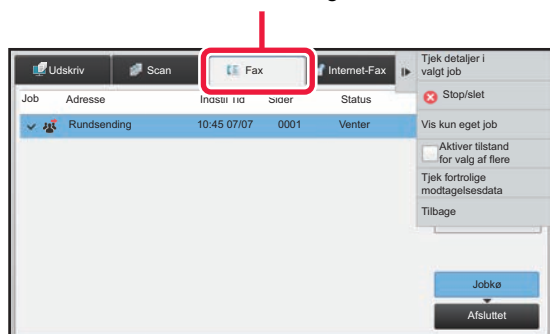 Udskriv
Scan
Fax
Internet-Fax
Tjek detaljer i
valgt job
Job
Adresse
Indstil Tid
Sider
Status
Stop/slet
Rundsending
10:45 07/07
0001
Venter
Vis kun eget job
Aktiver tilstand
for valg af flere
Tjek fortrolige
modtagelsesdata
Tilbage
Jobkø
Afsluttet